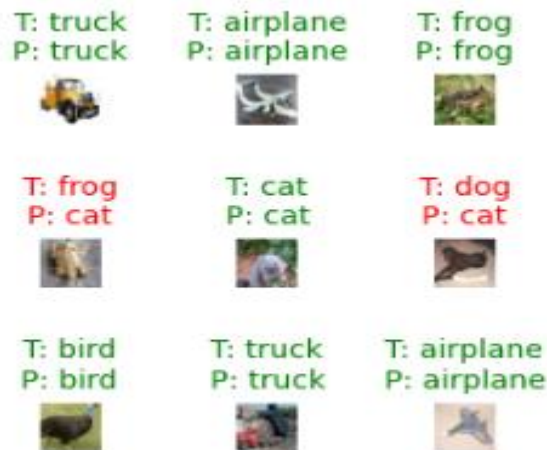 T: truck
P: truck
T: airplane
P: airplane
T: frog
P: frog
T: frog
P: cat
T: cat
P: cat
T: dog
P: cat
T: bird
P: bird
T: truck
P: truck
T: airplane
P: airplane